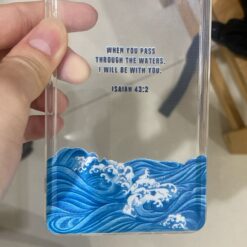 WHEN YOU PASS
THROUGH THE WATERS,
I WILL BE WITH YOU.
ISAIAH 43:2